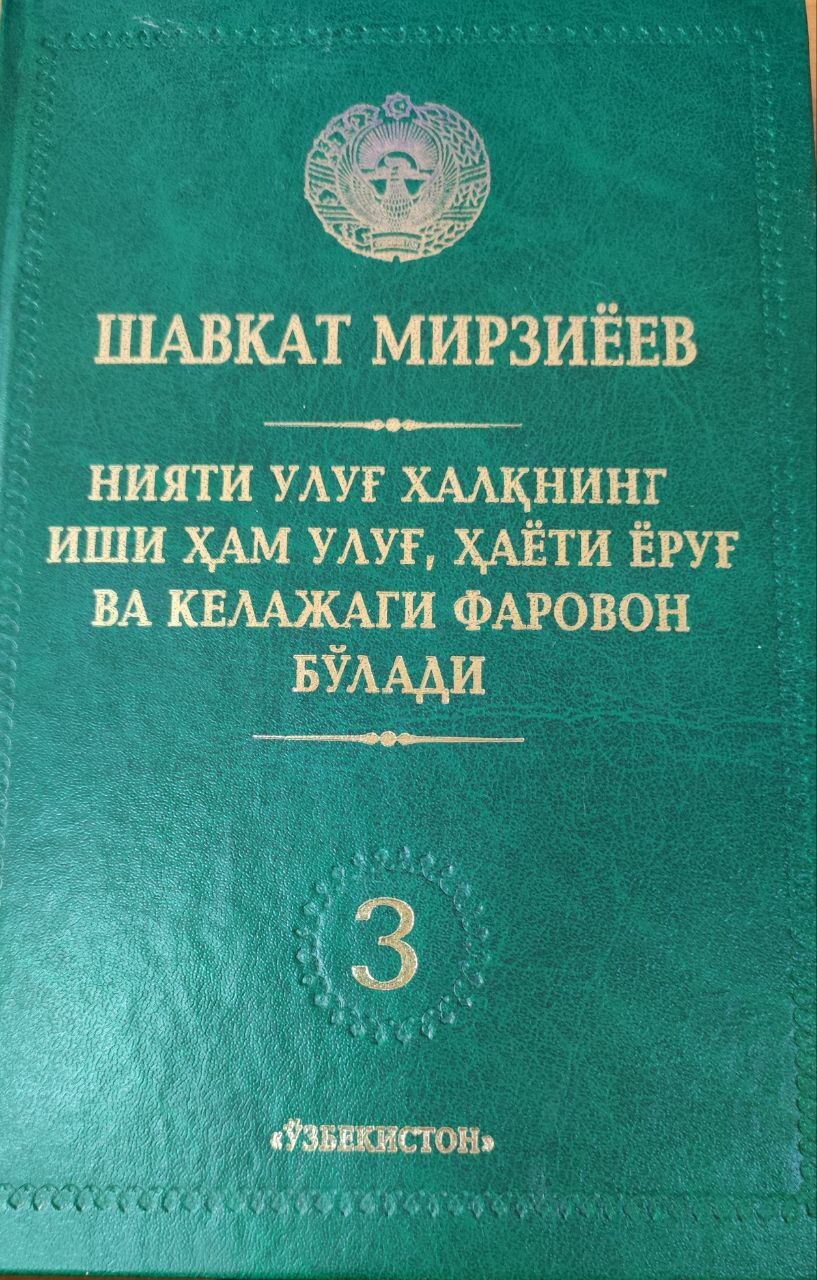 ШАВКАТ МИРЗИЁЕВ
НИЯТИ УЛУҒ ХАЛҚНИНГ
ИШИ ҲАМ УЛУҒ, ҲАЁТИ ЁРУҒ
ВА КЕЛАЖАГИ ФАРОВОН
БЎЛАДИ
3
«ЎЗБЕКИСТОН»